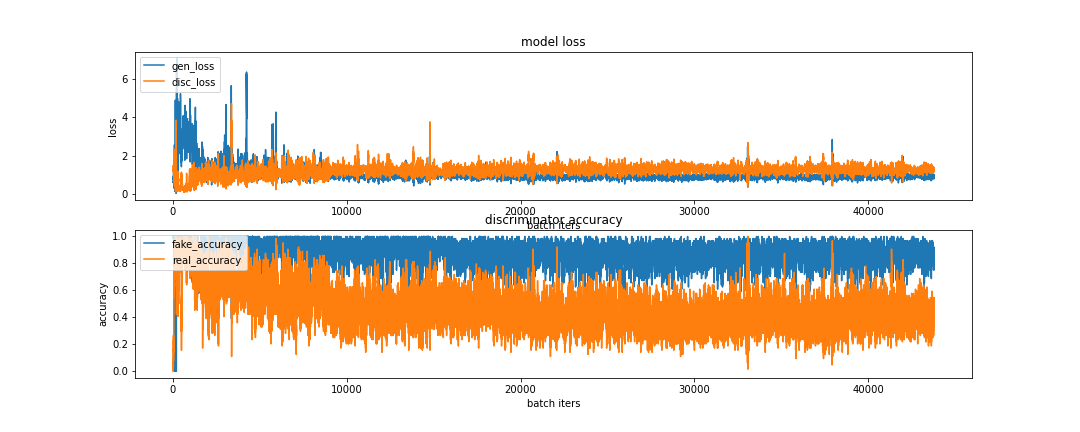 model loss
gen_loss
disc_loss
6
4
2
0
loss
0 10000 20000 30000 40000
batch iters
discriminator accuracy
fake_accuracy
real_accuracy
1.0
0.8
0.6
0.4
0.2
0.0
accuracy
0 10000 20000 30000 40000
batch iters